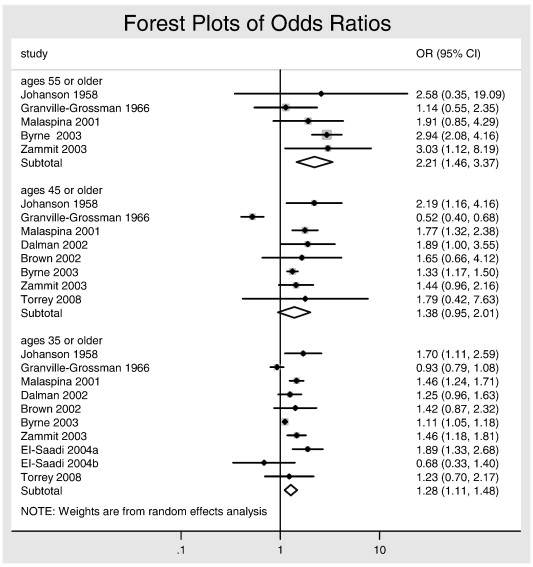 Forest Plots of Odds Ratios
study OR (95% CI)
ages 55 or older
Johanson 1958 2.58 (0.35, 19.09)
Granville-Grossman 1966 1.14 (0.55, 2.35)
Malaspina 2001 1.91 (0.85, 4.29)
Byrne 2003 2.94 (2.08, 4.16)
Zammit 2003 3.03 (1.12, 8.19)
Subtotal 2.21 (1.46, 3.37)
ages 45 or older
Johanson 1958 2.19 (1.16, 4.16)
Granville-Grossman 1966 0.52 (0.40, 0.68)
Malaspina 2001 1.77 (1.32, 2.38)
Dalman 2002 1.89 (1.00, 3.55)
Brown 2002 1.65 (0.66, 4.12)
Byrne 2003 1.33 (1.17, 1.50)
Zammit 2003 1.44 (0.96, 2.16)
Torrey 2008 1.79 (0.42, 7.63)
Subtotal 1.38 (0.95, 2.01)
ages 35 or older
Johanson 1958 1.70 (1.11, 2.59)
Granville-Grossman 1966 0.93 (0.79, 1.08)
Malaspina 2001 1.46 (1.24, 1.71)
Dalman 2002 1.25 (0.96, 1.63)
Brown 2002 1.42 (0.87, 2.32)
Byrne 2003 1.11 (1.05, 1.18)
Zammit 2003 1.46 (1.18, 1.81)
El-Saadi 2004a 1.89 (1.33, 2.68)
El-Saadi 2004b 0.68 (0.33, 1.40)
Torrey 2008 1.23 (0.70, 2.17)
Subtotal 1.28 (1.11, 1.48)
NOTE: Weights are from random effects analysis
.1 1 10